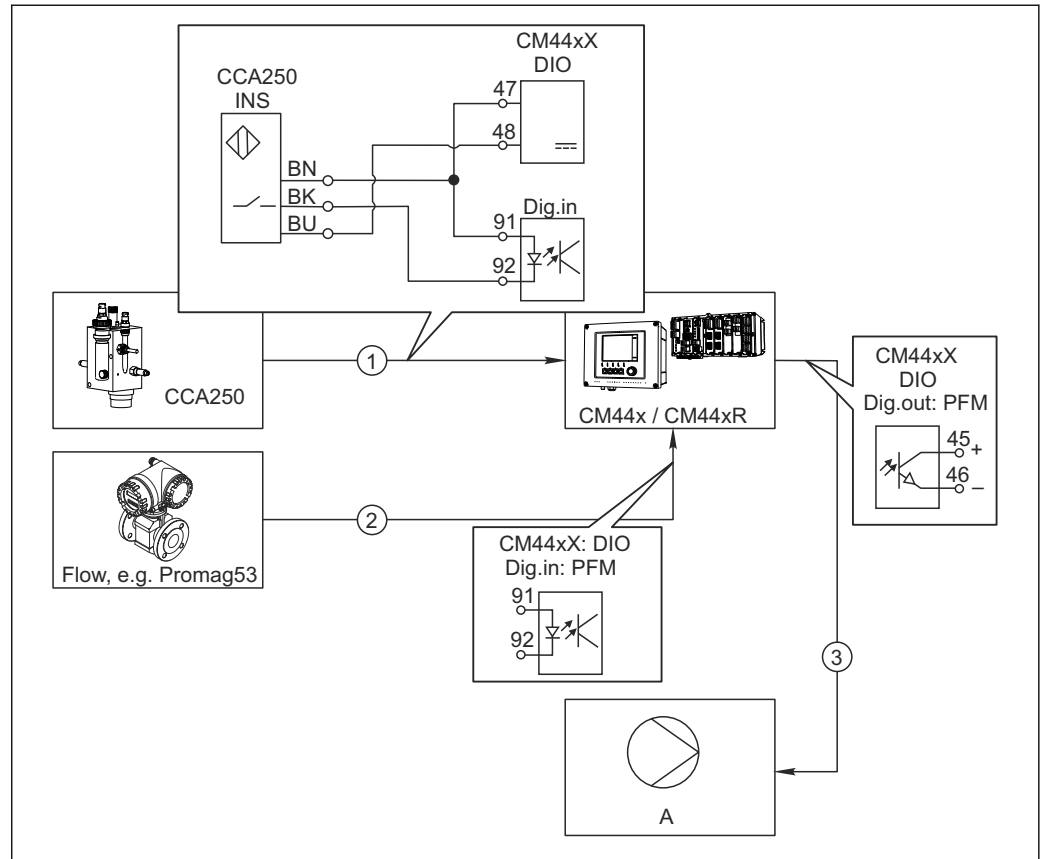 CM44xX
DIO
CCA250
INS
47
48
BN
BK
BU
Dig.in
91
92
1
CCA250
CM44x / CM44xR
CM44xX
DIO
Dig.out: PFM
45
+
46
–
2
Flow, e.g. Promag53
CM44xX: DIO
Dig.in: PFM
91
92
3
A